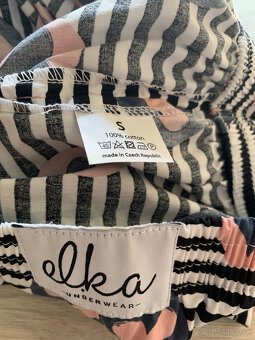 S
100% cotton
made in Czech Republic
elka
UNDERWEAR